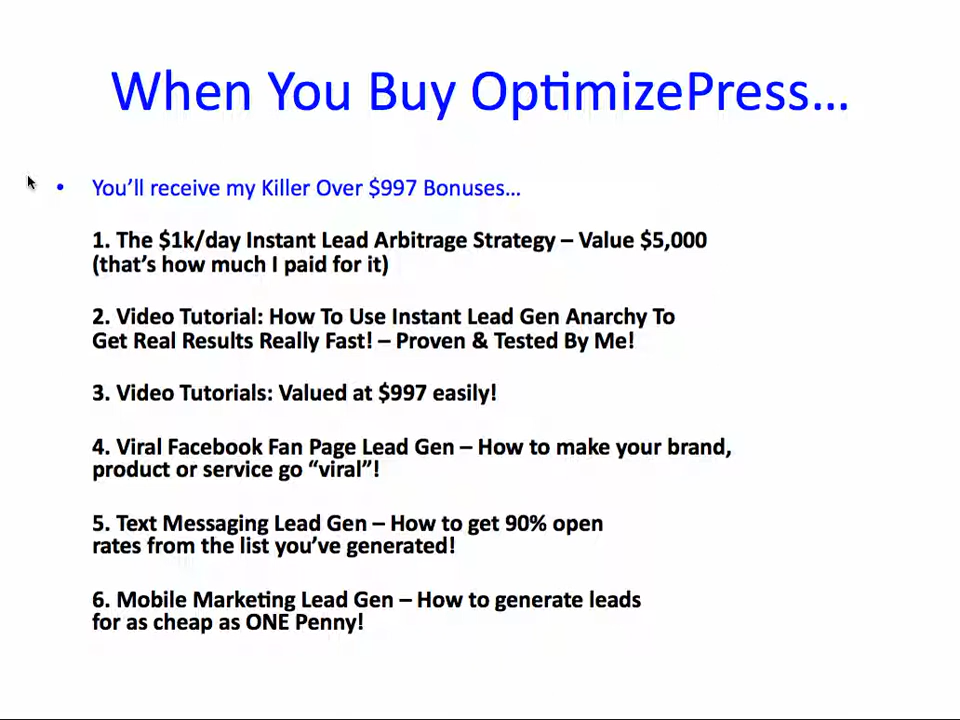 When You Buy OptimizePress...
• You’ll receive my Killer Over $997 Bonuses...
1. The $1k/day Instant Lead Arbitrage Strategy – Value $5,000
(that’s how much I paid for it)
2. Video Tutorial: How To Use Instant Lead Gen Anarchy To
Get Real Results Really Fast! – Proven & Tested By Me!
3. Video Tutorials: Valued at $997 easily!
4. Viral Facebook Fan Page Lead Gen – How to make your brand,
product or service go “viral”!
5. Text Messaging Lead Gen – How to get 90% open
rates from the list you’ve generated!
6. Mobile Marketing Lead Gen – How to generate leads
for as cheap as ONE Penny!